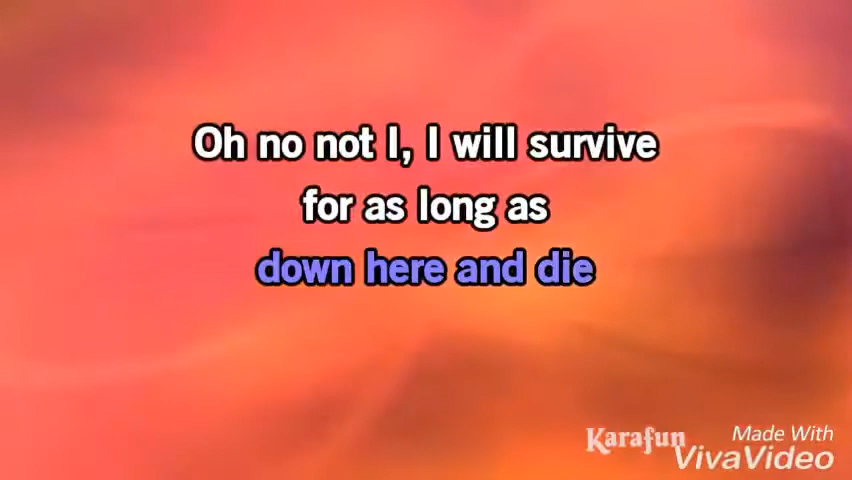 Oh no not I, I will survive
for as long as
down here and die
Karafun
Made With
VivaVideo